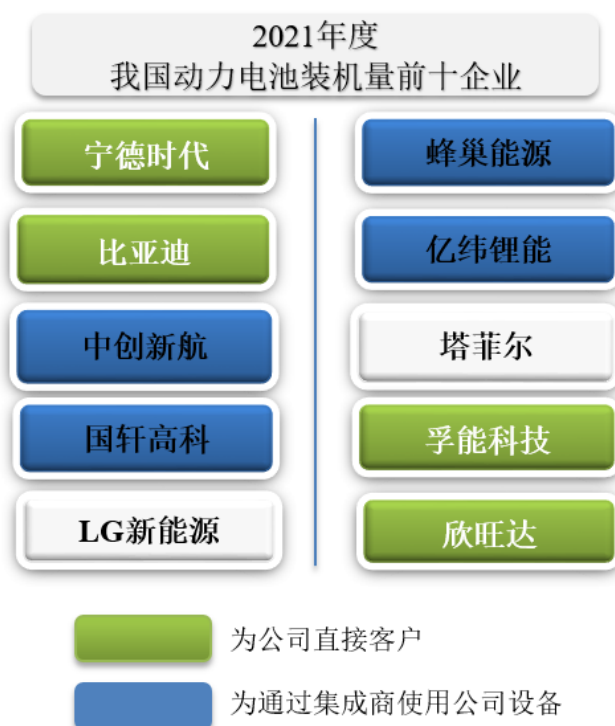 2021年度
我国动力电池装机量前十企业
宁德时代
比亚迪
中创新航
国轩高科
LG新能源
蜂巢能源
亿纬锂能
塔菲尔
孚能科技
欣旺达
为公司直接客户
为通过集成商使用公司设备